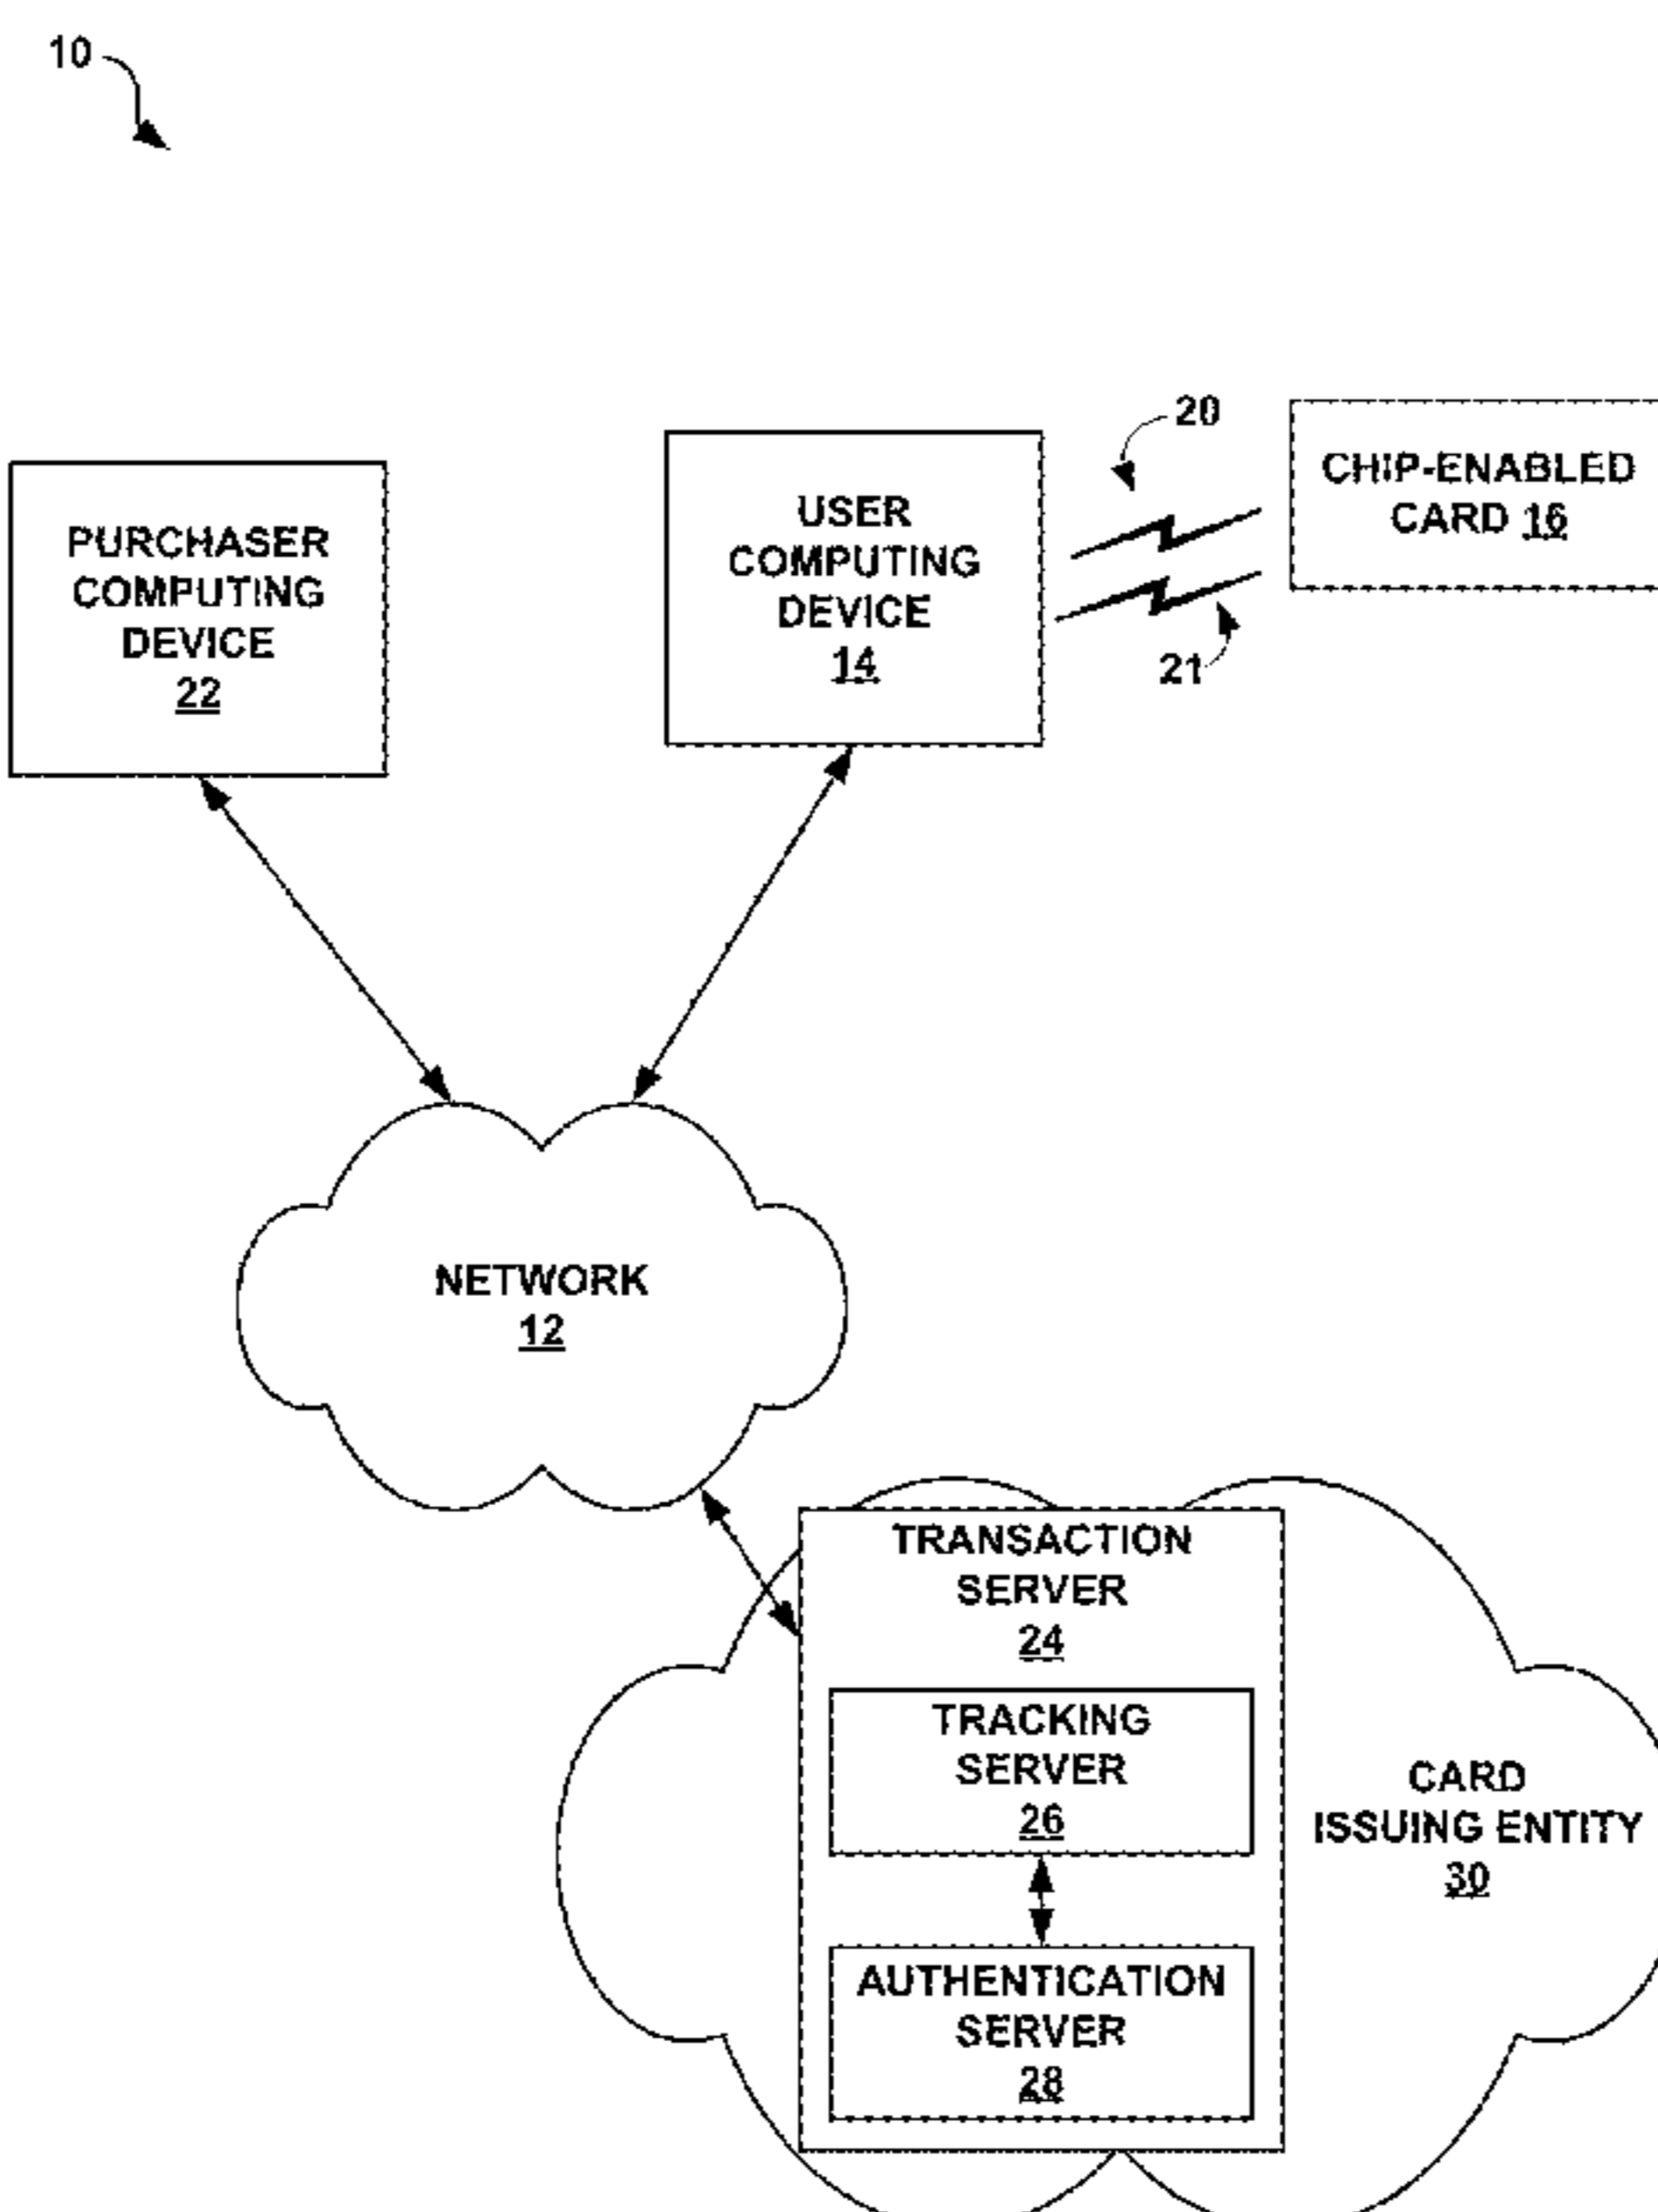 10
20
CHIP-ENABLED
CARD 16
USER
COMPUTING
DEVICE
14
21
PURCHASER
COMPUTING
DEVICE
22
NETWORK
12
TRANSACTION
SERVER
24
TRACKING
SERVER
26
CARD
ISSUING ENTITY
30
AUTHENTICATION
SERVER
28